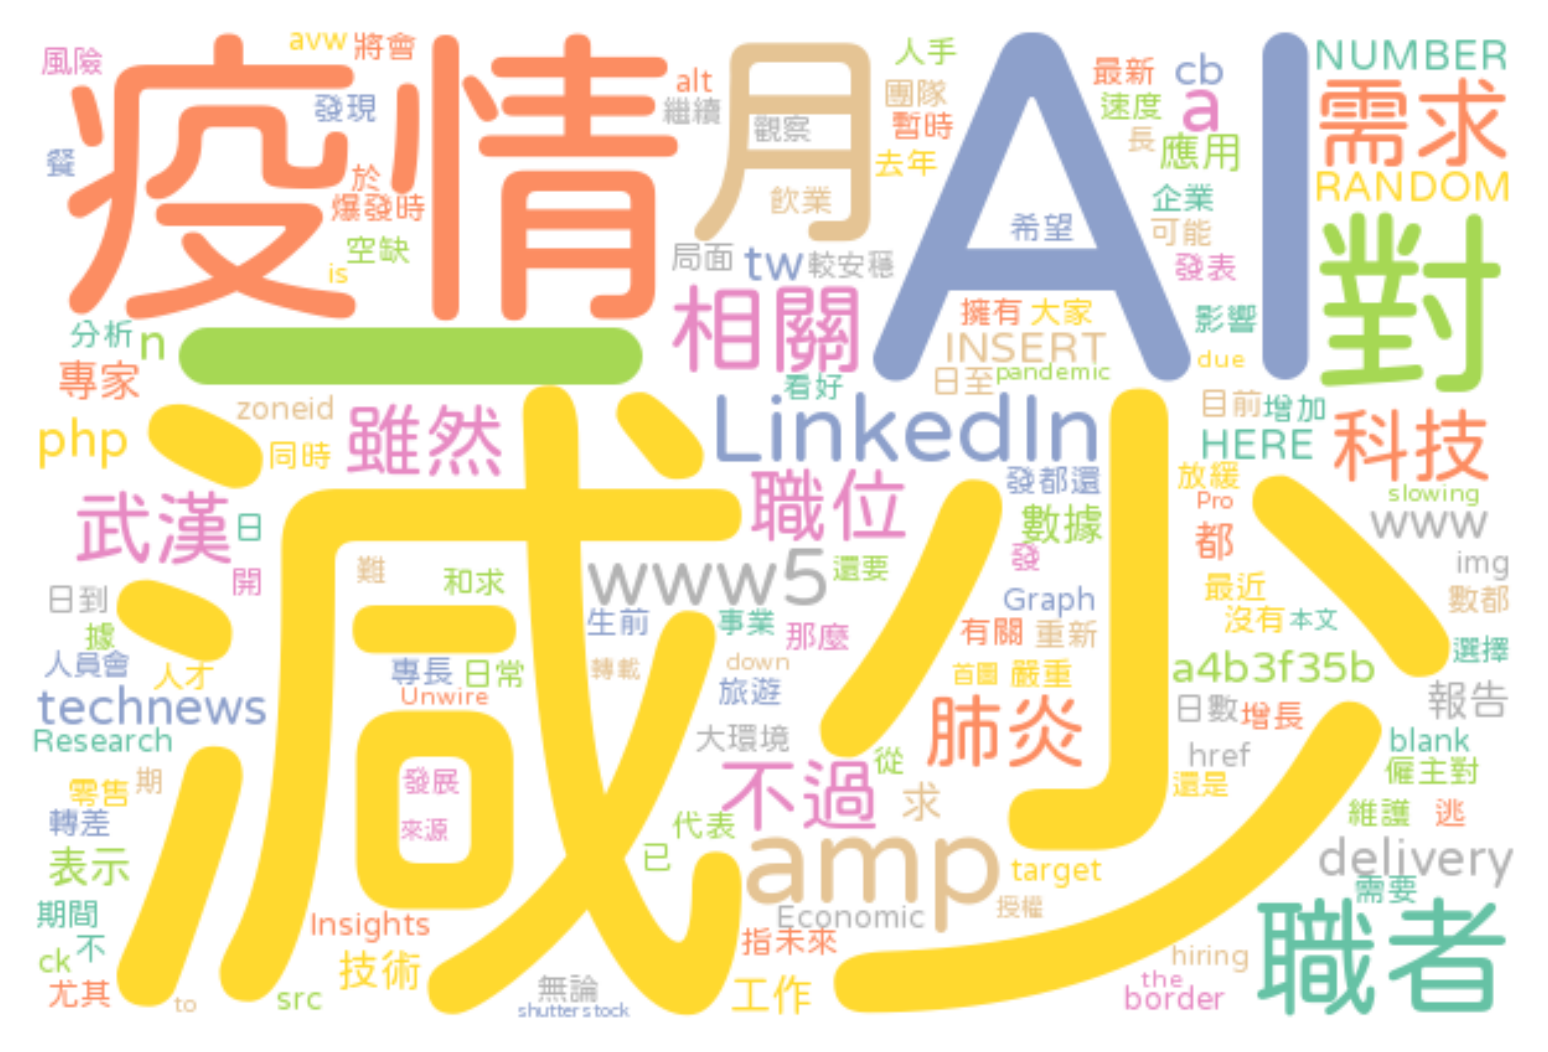 風險
avw
將會
疫情
發現
餐
於
爆發時
空缺
is
alt
繼續
月
觀察
飲業
人手
團隊
暫時
去年
AI
希望
最新
cb
速度
a
長
應用
企業
可能
發表
影響
due
NUMBER
需求
RANDOM
對
分析
n
一
專家
局面
tw
較安穩
相關
看好
擁有
大家
INSERT
日至
pandemic
php
zoneid
同時
雖然
減少
LinkedIn
目前
增加
HERE
科技
武漢
日
開
職位
發都還
數據
發
放緩
Pro
都
slowing
www
img
日到
據
難
和求
www5
還要
Graph
最近
數都
人員會
人才
專長
日常
Unwire
生前
事業
那麼
轉載
down
旅遊
有關
重新
首圖
嚴重
沒有
本文
選擇
a4b3f35b
technews
Research
大環境
肺炎
日數
增長
報告
href
blank
零售
期
轉差
發展
來源
不過
從
求
還是
僱主對
維護
逃
表示
代表
已
amp
target
delivery
需要
期間
不
ck
尤其
to
Insights
技術
src
無論
shutterstock
Economic
授權
指未來
工作
hiring
the
border
職者